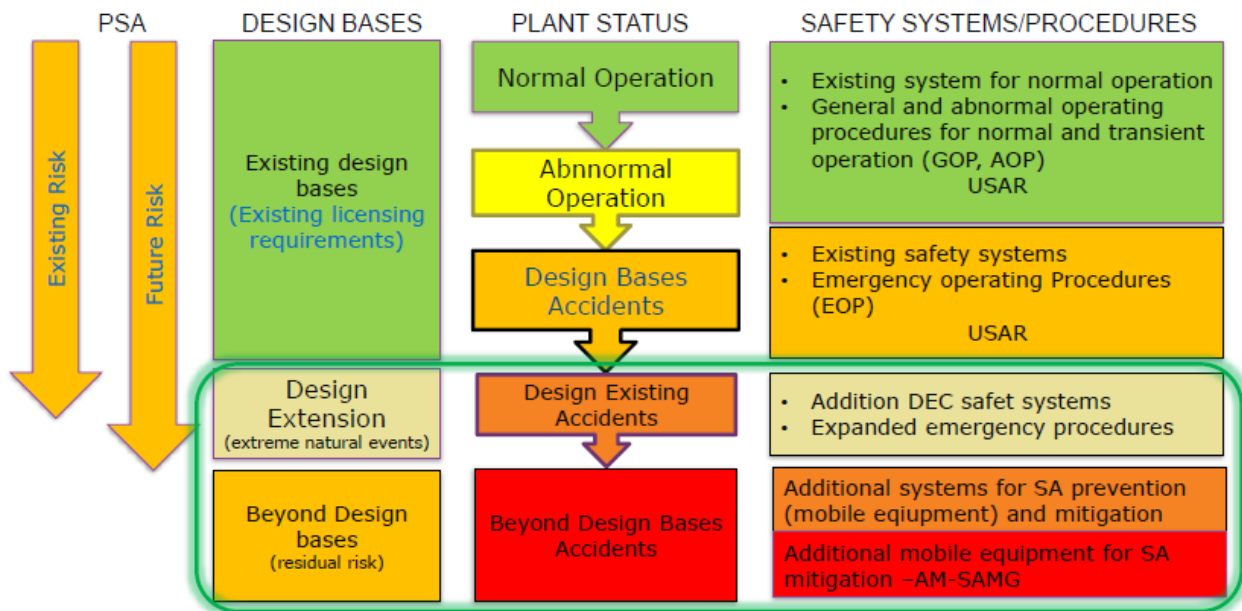 PSA
DESIGN BASES
PLANT STATUS
SAFETY SYSTEMS/PROCEDURES
Existing Risk
Future Risk
Existing design
bases
(Existing licensing
requirements)
Normal Operation
• Existing system for normal operation
• General and abnormal operating
procedures for normal and transient
operation (GOP, AOP)
USAR
Abnnormal
Operation
Design Bases
Accidents
• Existing safety systems
• Emergency operating Procedures
(EOP)
USAR
Design
Extension
(extreme natural events)
Design Existing
Accidents
• Addition DEC safet systems
• Expanded emergency procedures
Beyond Design
bases
(residual risk)
Beyond Design Bases
Accidents
Additional systems for SA prevention
(mobile eqiupment) and mitigation
Additional mobile equipment for SA
mitigation –AM-SAMG